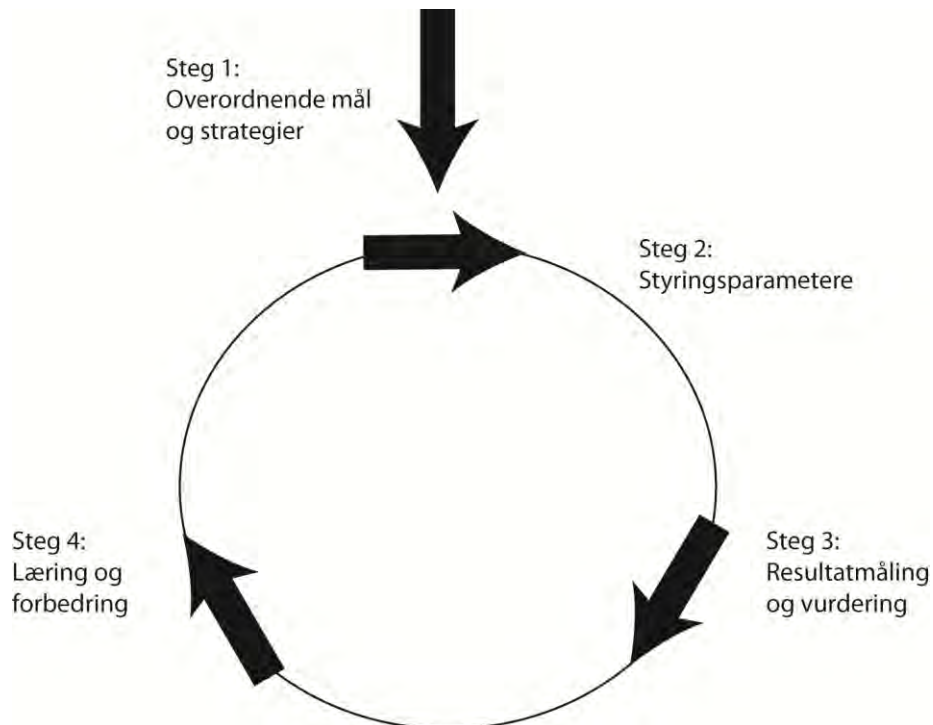 Steg 1:
Overordnende mål
og strategier
Steg 2:
Styringsparametere
Steg 3:
Resultatmåling
og vurdering
Steg 4:
Læring og
forbedring